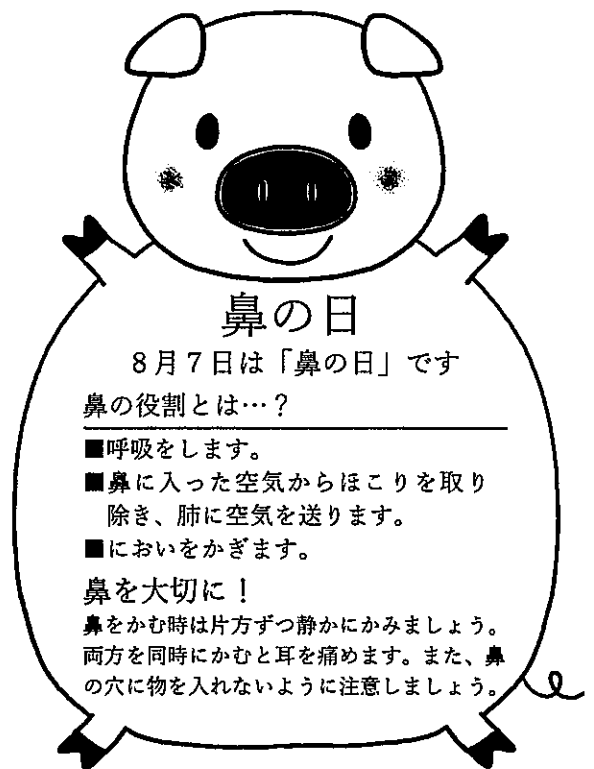 鼻の日
８月７日は「鼻の日」です
鼻の役割とは…？
■呼吸をします。
■鼻に入った空気からほこりを取り
除き、肺に空気を送ります。
■においをかぎます。
鼻を大切に！
鼻をかむ時は片方ずつ静かにかみましょう。
両方を同時にかむと耳を痛めます。また、鼻
の穴に物を入れないように注意しましょう。